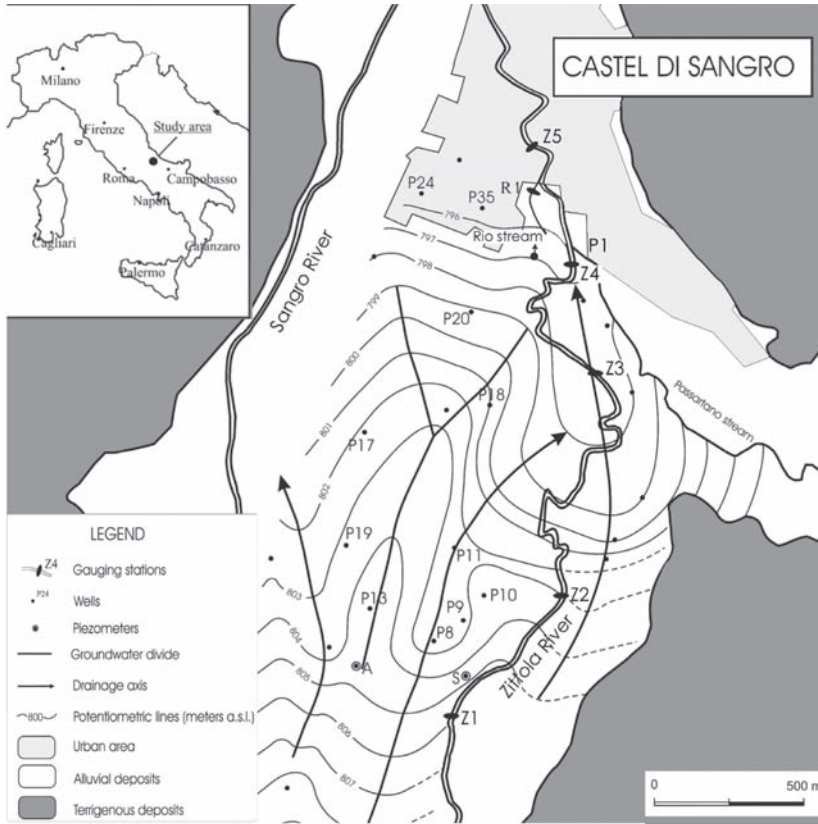 CASTEL DI SANGRO
Milano
Firenze
Study area
Roma
Campobasso
Napoli
Cagliari
Catanzaro
Palermo
Sangro River
Z5
P24
P35
R 1
796
797
Rio stream
P1
798
Z4
799
P20
800
Z3
Passartano stream
P18
801
P17
802
P19
P11
803
P13
P10
Z2
P9
804
P8
805
A
S
Zittola River
806
Z1
807
LEGEND
Z4
Gauging stations
P24
Wells
Piezometers
Groundwater divide
Drainage axis
800
Potentiometric lines (meters a.s.l.)
Urban area
Alluvial deposits
Terrigenous deposits
0
500 m